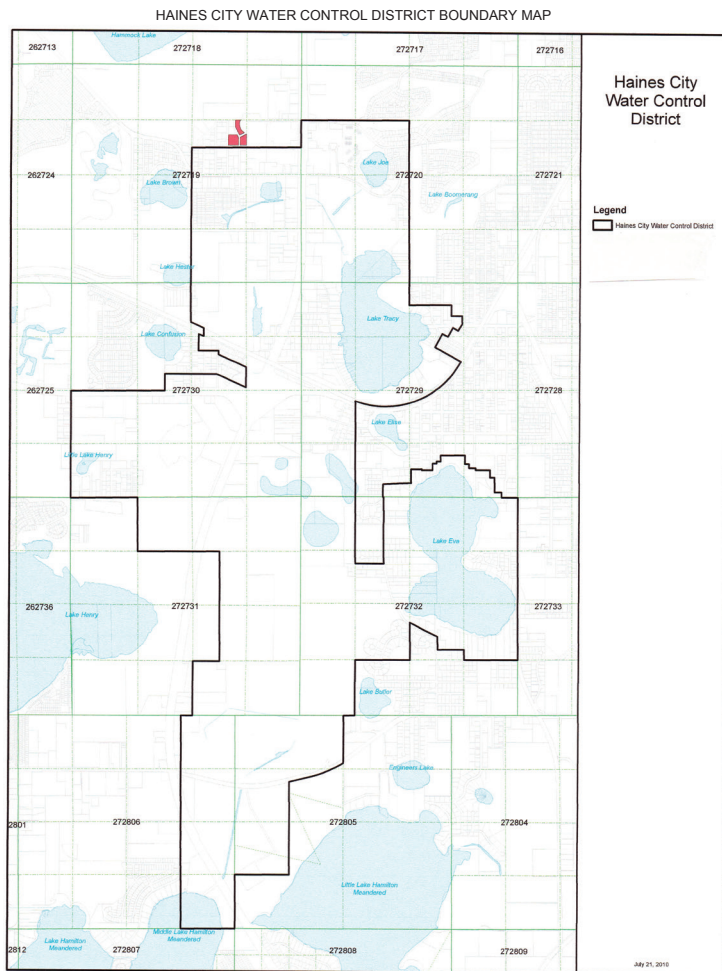 HAINES CITY WATER CONTROL DISTRICT BOUNDARY MAP
Hammock Lake
262713
272718
272717
272716
Haines City
Water Control
District
Lake Joe
262724
272719
272720
272721
Lake Brown
Lake Boomerang
Legend
Haines City Water Control District
Lake Hester
Lake Tracy
Lake Confusion
262725
272730
272729
272728
Lake Elise
Little Lake Henry
Lake Eva
262736
272731
272732
272733
Lake Henry
Lake Butler
Engineers Lake
2801
272806
272805
272804
Little Lake Hamilton
Meandered
Middle Lake Hamilton
Meandered
Lake Hamilton
Meandered
2812
272807
272808
272809
July 21, 2010